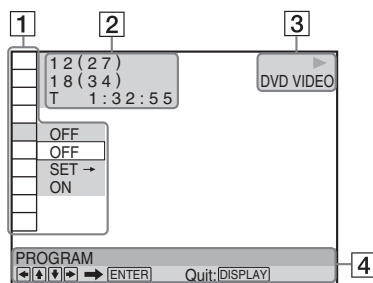 1 2 3
12(27)
18(34)
T 1:32:55
DVD VIDEO
OFF
OFF
SET →
ON
PROGRAM
4
←↑↓→ → ENTER Quit: DISPLAY